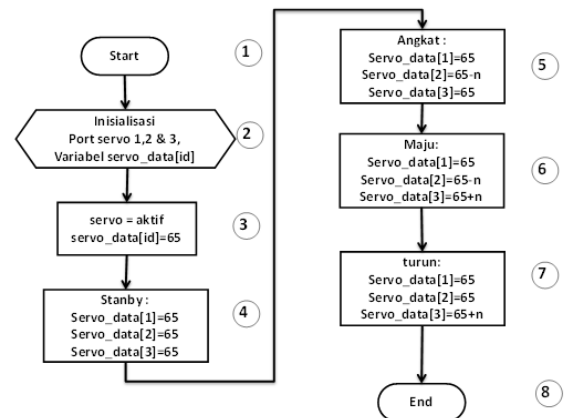 Start
1
Inisialisasi
Port servo 1,2 & 3,
Variabel servo_data[id]
2
servo = aktif
servo_data[id]=65
3
Stanby :
Servo_data[1]=65
Servo_data[2]=65
Servo_data[3]=65
4
Angkat :
Servo_data[1]=65
Servo_data[2]=65-n
Servo_data[3]=65
5
Maju:
Servo_data[1]=65
Servo_data[2]=65-n
Servo_data[3]=65+n
6
turun:
Servo_data[1]=65
Servo_data[2]=65
Servo_data[3]=65+n
7
End
8